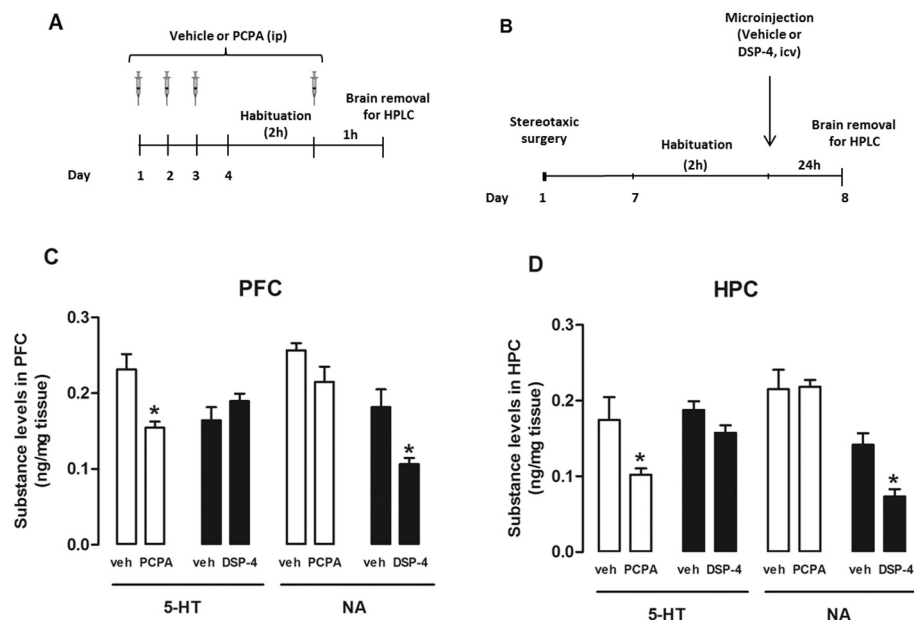 A
Vehicle or PCPA (ip)
Habituation
(2h)
Brain removal
for HPLC
1h
Day
1 2 3 4
B
Microinjection
(Vehicle or
DSP-4, icv)
Stereotaxic
surgery
Habituation
(2h)
Brain removal
for HPLC
24h
Day
1 7 8
C
PFC
Substance levels in PFC
(ng/mg tissue)
0.3
0.2
0.1
0.0
*
*
veh PCPA veh DSP-4 veh PCPA veh DSP-4
5-HT NA
D
HPC
Substance levels in HPC
(ng/mg tissue)
0.3
0.2
0.1
0.0
*
*
veh PCPA veh DSP-4 veh PCPA veh DSP-4
5-HT NA